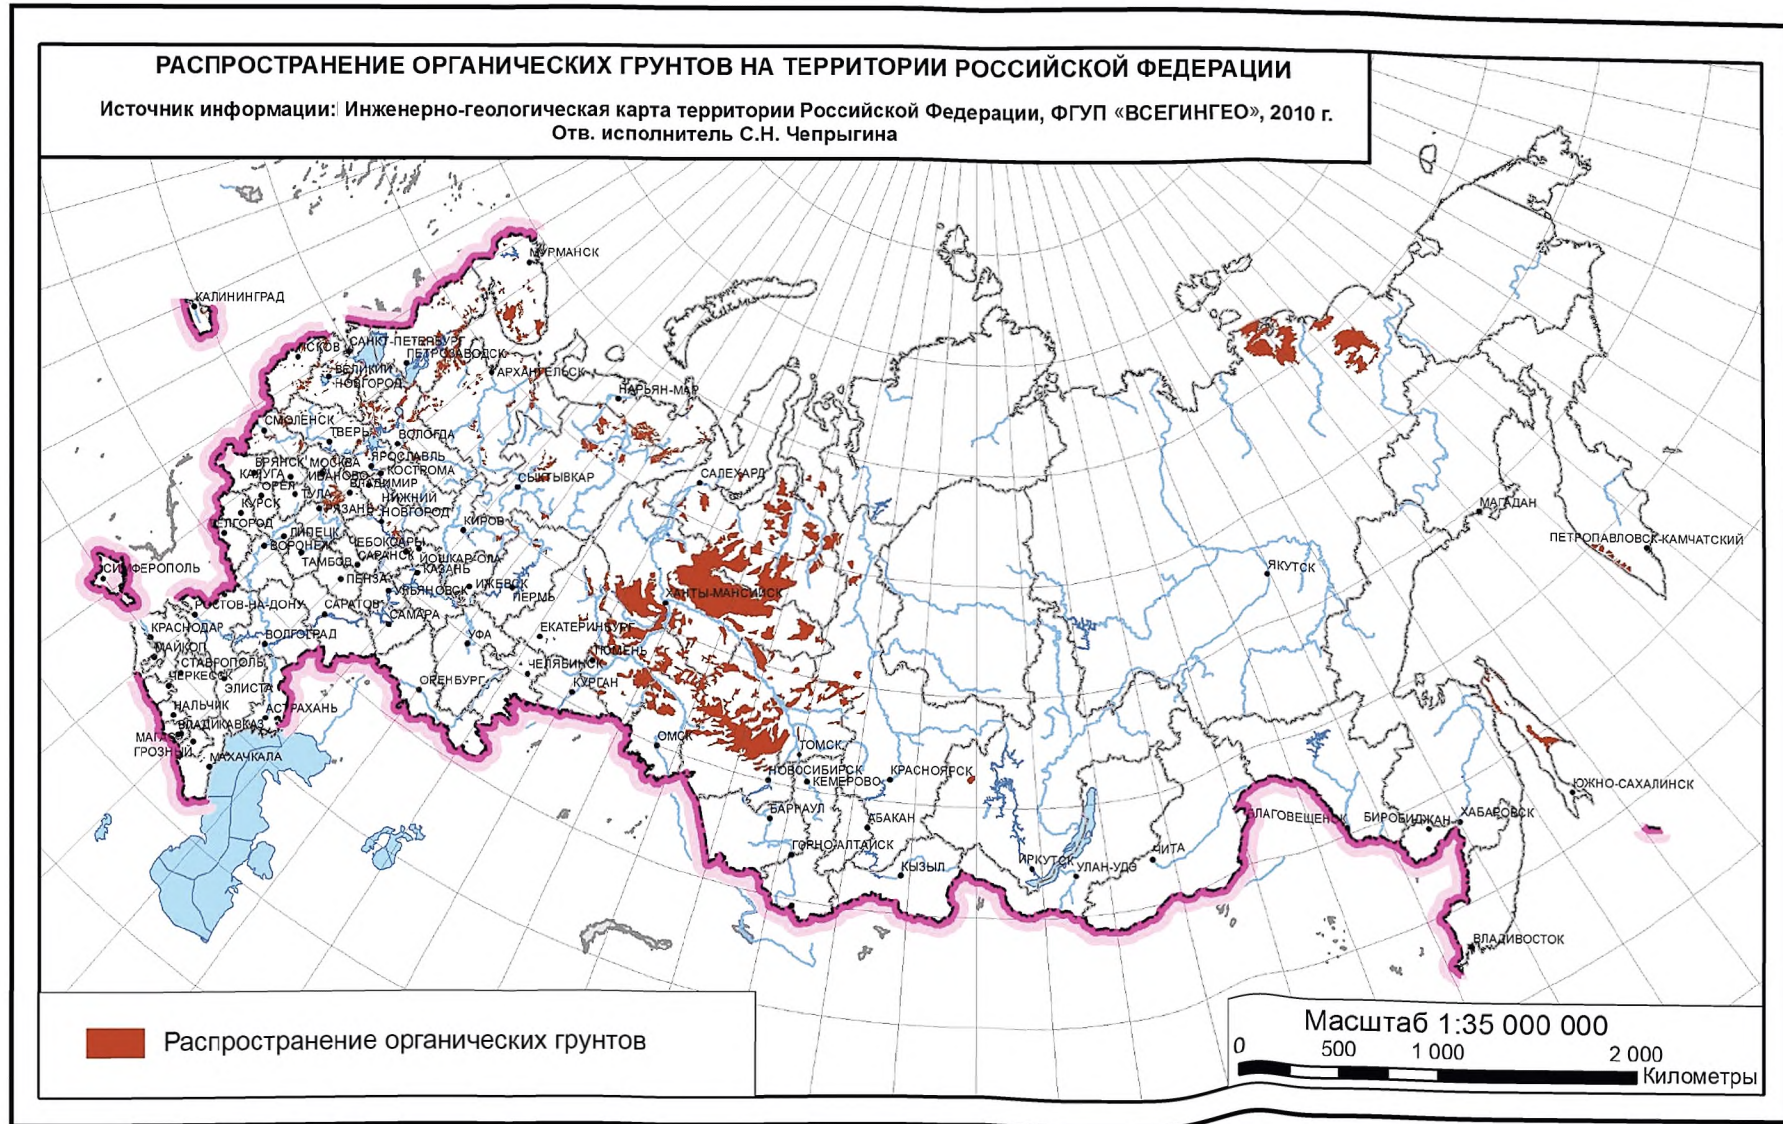 РАСПРОСТРАНЕНИЕ ОРГАНИЧЕСКИХ ГРУНТОВ НА ТЕРРИТОРИИ РОССИЙСКОЙ ФЕДЕРАЦИИ
Источник информации: Инженерно-геологическая карта территории Российской Федерации, ФГУП «ВСЕГИНГЕО», 2010 г.
Отв. исполнитель С.Н. Чепрыгина
МУРМАНСК
КАЛИНИНГРАД
ПСКОВ
САНКТ-ПЕТЕРБУРГ
ПЕТРОЗАВОДСК
ВЕЛИКИЙ
НОВГОРОД
АРХАНГЕЛЬСК
НАРЬЯН-МАР
СМОЛЕНСК
ТВЕРЬ
ВОЛОГДА
БРЯНСК
МОСКВА
ЯРОСЛАВЛЬ
КОСТРОМА
КАЛУГА
ИВАНОВО
ВЛАДИМИР
СЫКТЫВКАР
САЛЕХАРД
ОРЕЛ
ТУЛА
НИЖНИЙ
НОВГОРОД
КУРСК
РЯЗАНЬ
МАГАДАН
БЕЛГОРОД
КИРОВ
ЛИПЕЦК
ВОРОНЕЖ
ЧЕБОКСАРЫ
САРАНСК
ЙОШКАР-ОЛА
ПЕТРОПАВЛОВСК-КАМЧАТСКИЙ
ТАМБОВ
КАЗАНЬ
СИМФЕРОПОЛЬ
ПЕНЗА
УЛЬЯНОВСК
ИЖЕВСК
ПЕРМЬ
ХАНТЫ-МАНСИЙСК
ЯКУТСК
РОСТОВ-НА-ДОНУ
САРАТОВ
САМАРА
КРАСНОДАР
ВОЛГОГРАД
УФА
ЕКАТЕРИНБУРГ
МАЙКОП
ТЮМЕНЬ
СТАВРОПОЛЬ
ЧЕЛЯБИНСК
ЧЕРКЕССК
ЭЛИСТА
ОРЕНБУРГ
КУРГАН
НАЛЬЧИК
АСТРАХАНЬ
ВЛАДИКАВКАЗ
МАГАС
ГРОЗНЫЙ
МАХАЧКАЛА
ОМСК
ТОМСК
НОВОСИБИРСК
КЕМЕРОВО
КРАСНОЯРСК
БАРНАУЛ
АБАКАН
ГОРНО-АЛТАЙСК
КЫЗЫЛ
ИРКУТСК
УЛАН-УДЭ
ЧИТА
БЛАГОВЕЩЕНСК
БИРОБИДЖАН
ХАБАРОВСК
ЮЖНО-САХАЛИНСК
ВЛАДИВОСТОК
Распространение органических грунтов
Масштаб 1:35 000 000
0 500 1 000 2 000
Километры